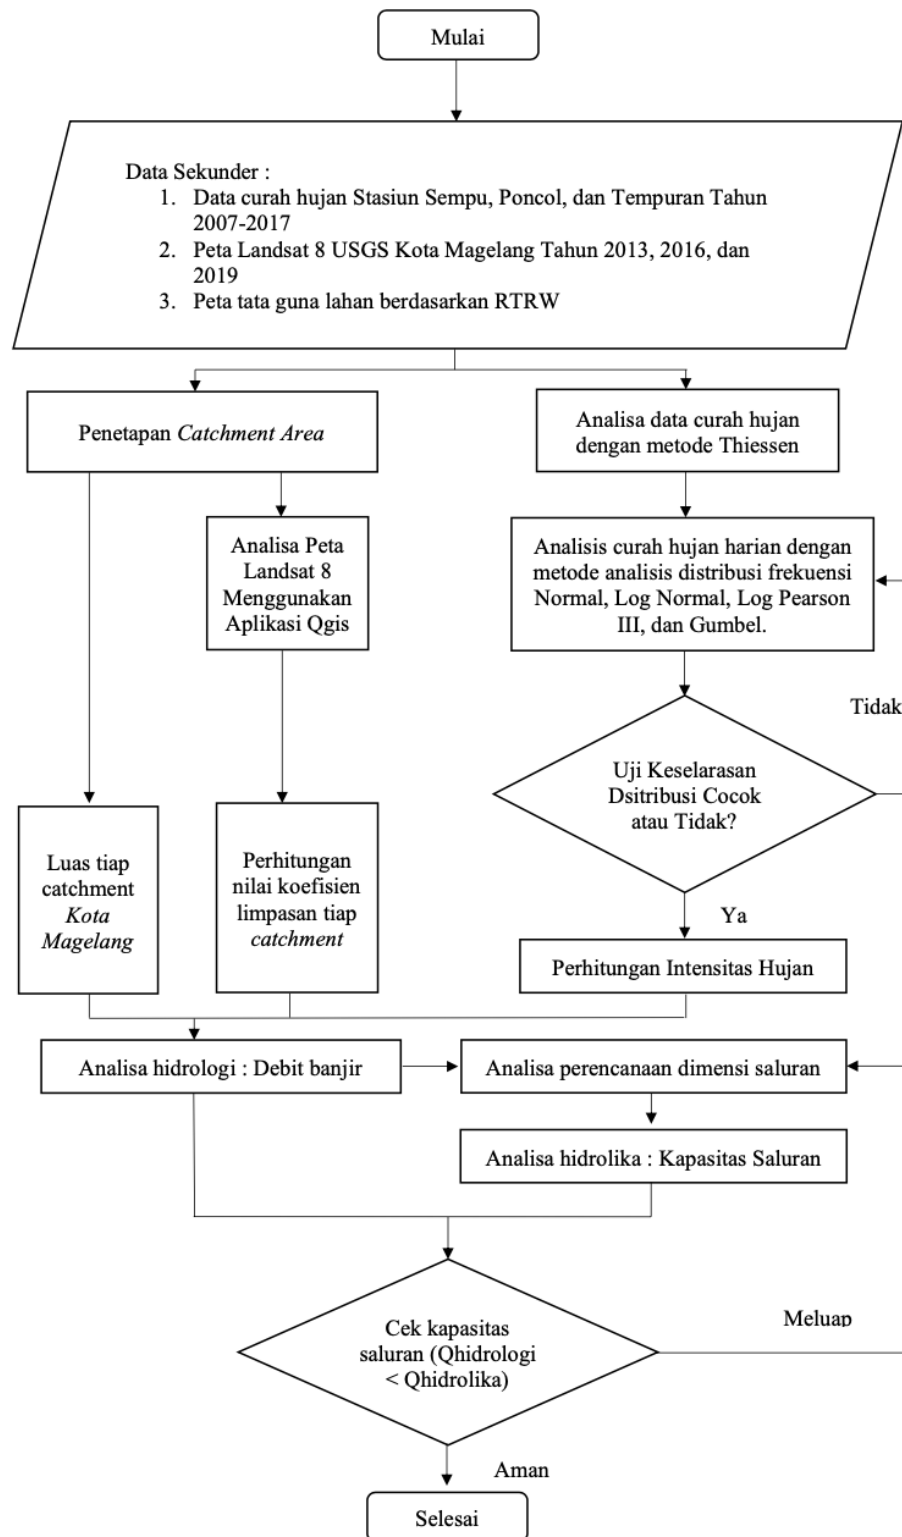 Mulai
Data Sekunder :
1. Data curah hujan Stasiun Sempu, Poncol, dan Tempuran Tahun
2007-2017
2. Peta Landsat 8 USGS Kota Magelang Tahun 2013, 2016, dan
2019
3. Peta tata guna lahan berdasarkan RTRW
Penetapan Catchment Area
Analisa data curah hujan
dengan metode Thiessen
Analisa Peta
Landsat 8
Menggunakan
Aplikasi Qgis
Analisis curah hujan harian dengan
metode analisis distribusi frekuensi
Normal, Log Normal, Log Pearson
III, dan Gumbel.
Tidak
Uji Keselarasan
Dsitribusi Cocok
atau Tidak?
Luas tiap
catchment
Kota
Magelang
Perhitungan
nilai koefisien
limpasan tiap
catchment
Ya
Perhitungan Intensitas Hujan
Analisa hidrologi : Debit banjir
Analisa perencanaan dimensi saluran
Analisa hidrolika : Kapasitas Saluran
Cek kapasitas
saluran (Qhidrologi
< Qhidrolika)
Meluap
Aman
Selesai